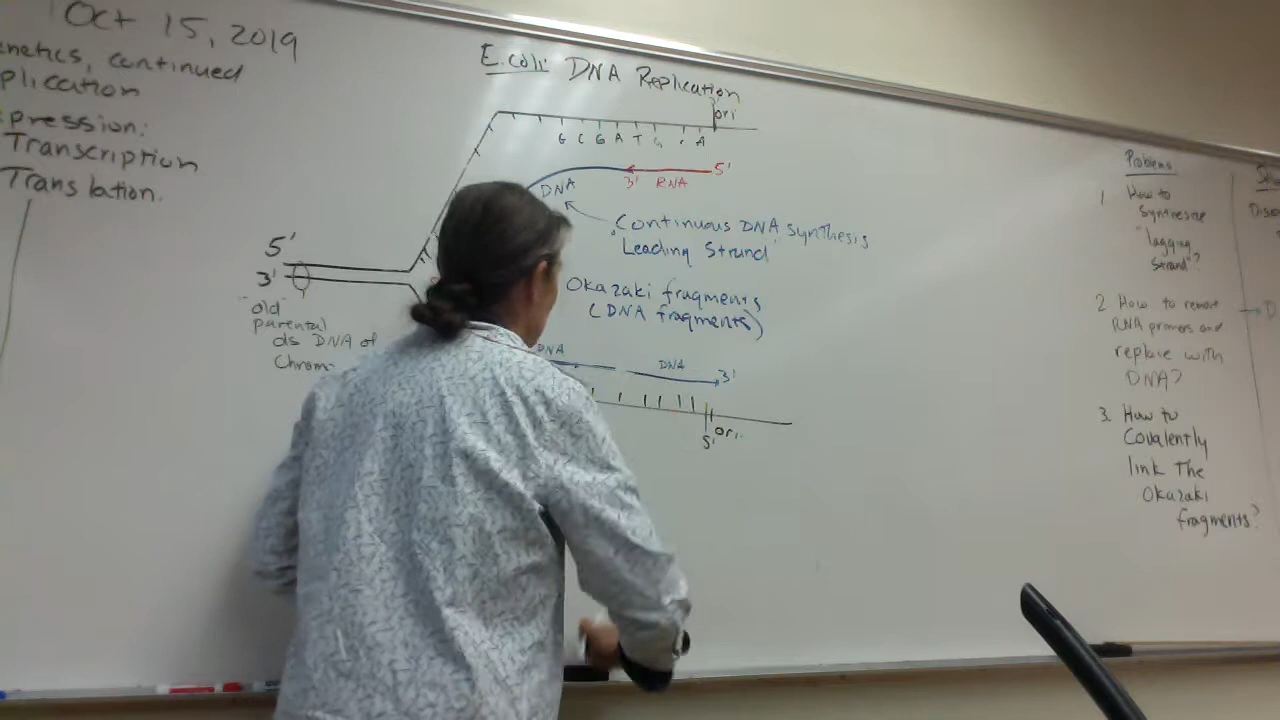 Oct 15, 2019
netics, continued
plication
pression:
Transcription
Translation.
E.coli: DNA Replication
ori
G C G A T A
5'
3' RNA
DNA
Continuous DNA synthesis
Leading Strand
Okazaki fragments
(DNA fragments)
5'
3'
"old"
parental
ds DNA of
Chrom
DNA
DNA
3'
5'
ori.
Problems
1 How to
Synthesize
"lagging
Strand"?
2 How to remove
RNA primers and
replace with
DNA?
3. How to
Covalently
link The
Okazaki
fragments?